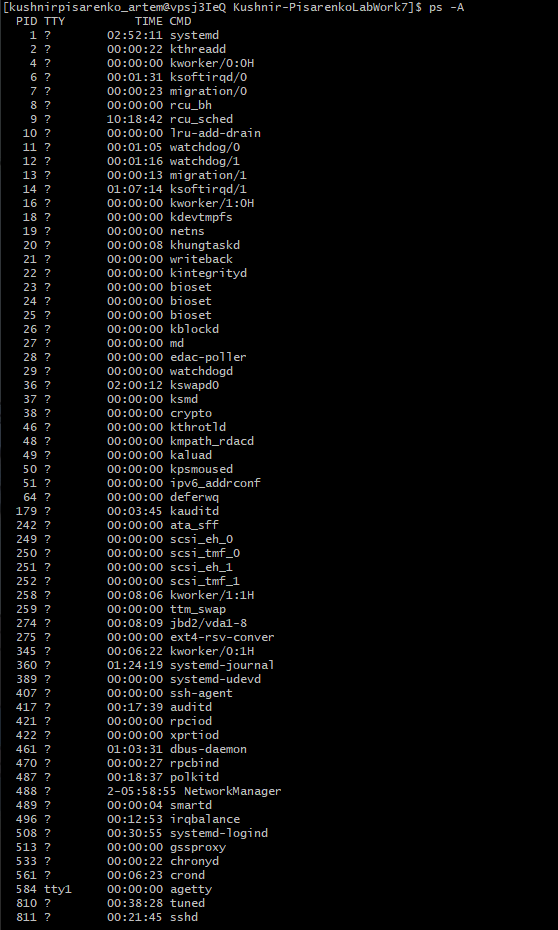 [kushnirpisarenko_artem@vpsj3IeQ Kushnir-PisarenkoLabWork7]$ ps -A
  PID TTY          TIME CMD
    1 ?        02:52:11 systemd
    2 ?        00:00:22 kthreadd
    4 ?        00:00:00 kworker/0:0H
    6 ?        00:01:31 ksoftirqd/0
    7 ?        00:00:23 migration/0
    8 ?        00:00:00 rcu_bh
    9 ?        10:18:42 rcu_sched
   10 ?        00:00:00 lru-add-drain
   11 ?        00:01:05 watchdog/0
   12 ?        00:01:16 watchdog/1
   13 ?        00:00:13 migration/1
   14 ?        01:07:14 ksoftirqd/1
   16 ?        00:00:00 kworker/1:0H
   18 ?        00:00:00 kdevtmpfs
   19 ?        00:00:00 netns
   20 ?        00:00:08 khungtaskd
   21 ?        00:00:00 writeback
   22 ?        00:00:00 kintegrityd
   23 ?        00:00:00 bioset
   24 ?        00:00:00 bioset
   25 ?        00:00:00 bioset
   26 ?        00:00:00 kblockd
   27 ?        00:00:00 md
   28 ?        00:00:00 edac-poller
   29 ?        00:00:00 watchdogd
   36 ?        02:00:12 kswapd0
   37 ?        00:00:00 ksmd
   38 ?        00:00:00 crypto
   46 ?        00:00:00 kthrotld
   48 ?        00:00:00 kmpath_rdacd
   49 ?        00:00:00 kaluad
   50 ?        00:00:00 kpsmoused
   51 ?        00:00:00 ipv6_addrconf
   64 ?        00:00:00 deferwq
  179 ?        00:03:45 kauditd
  242 ?        00:00:00 ata_sff
  249 ?        00:00:00 scsi_eh_0
  250 ?        00:00:00 scsi_tmf_0
  251 ?        00:00:00 scsi_eh_1
  252 ?        00:00:00 scsi_tmf_1
  258 ?        00:08:06 kworker/1:1H
  259 ?        00:00:00 ttm_swap
  274 ?        00:08:09 jbd2/vda1-8
  275 ?        00:00:00 ext4-rsv-conver
  345 ?        00:06:22 kworker/0:1H
  360 ?        01:24:19 systemd-journal
  389 ?        00:00:00 systemd-udevd
  407 ?        00:00:00 ssh-agent
  417 ?        00:17:39 auditd
  421 ?        00:00:00 rpciod
  422 ?        00:00:00 xprtiod
  461 ?        01:03:31 dbus-daemon
  470 ?        00:00:27 rpcbind
  487 ?        00:18:37 polkitd
  488 ?        2-05:58:55 NetworkManager
  489 ?        00:00:04 smartd
  496 ?        00:12:53 irqbalance
  508 ?        00:30:55 systemd-logind
  513 ?        00:00:00 gssproxy
  533 ?        00:00:22 chronyd
  561 ?        00:06:23 crond
  584 tty1     00:00:00 agetty
  810 ?        00:38:28 tuned
  811 ?        00:21:45 sshd